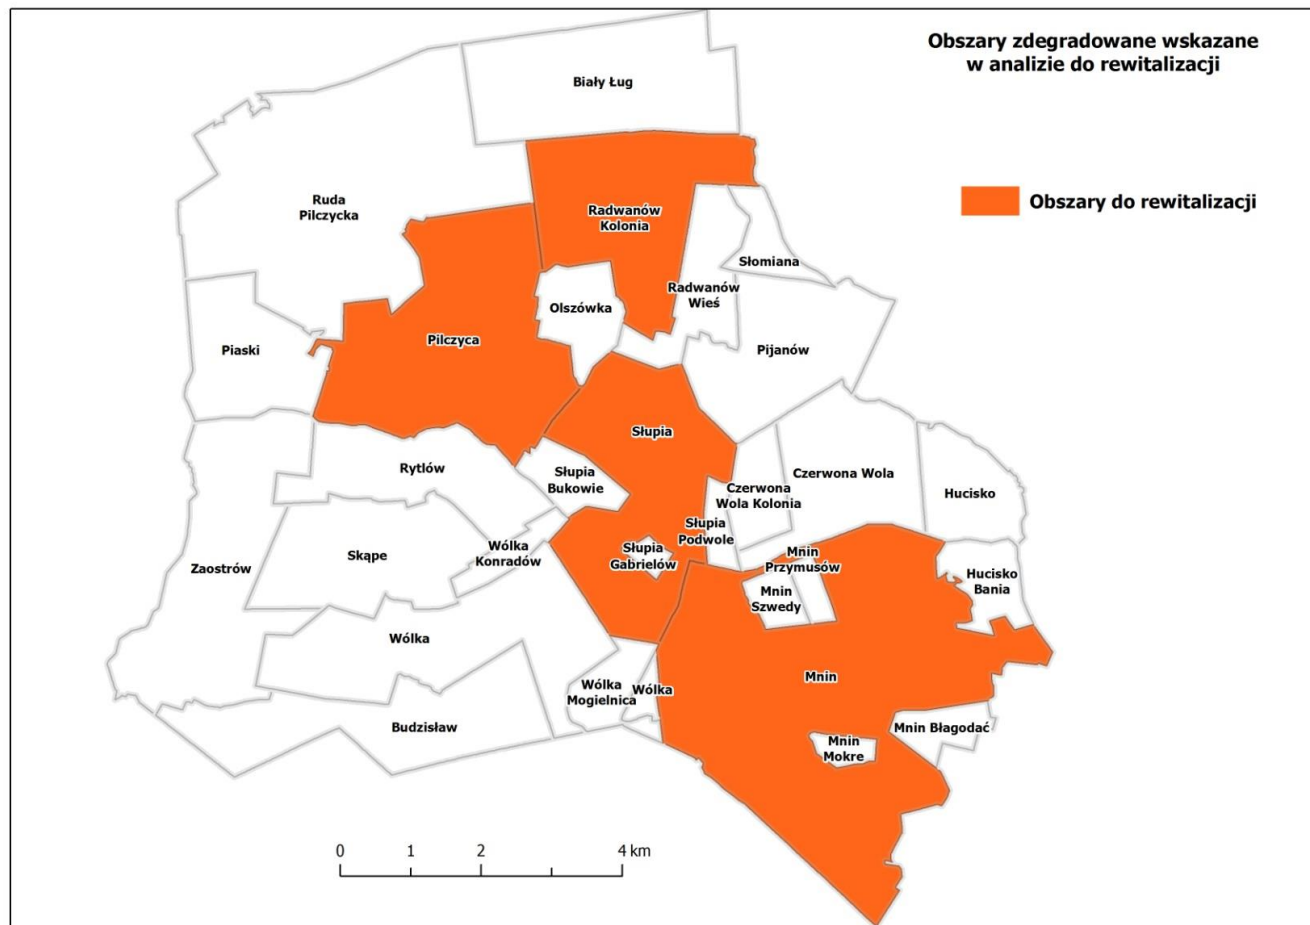 Obszary zdegradowane wskazane
w analizie do rewitalizacji
Obszary do rewitalizacji
Biały Ług
Ruda
Pilczycka
Radwanów
Kolonia
Słomiana
Radwanów
Wieś
Olszówka
Piaski
Pilczyca
Pijanów
Słupia
Rytlów
Słupia
Bukowie
Czerwona
Wola Kolonia
Czerwona Wola
Hucisko
Słupia
Podwole
Zaostrów
Skąpe
Wólka
Konradów
Słupia
Gabrielów
Mnin
Przymusów
Mnin
Szwedy
Hucisko
Bania
Wólka
Wólka
Mogielnica
Wólka
Mnin
Budzisław
Mnin Błagodać
Mnin
Mokre
0 1 2 4 km